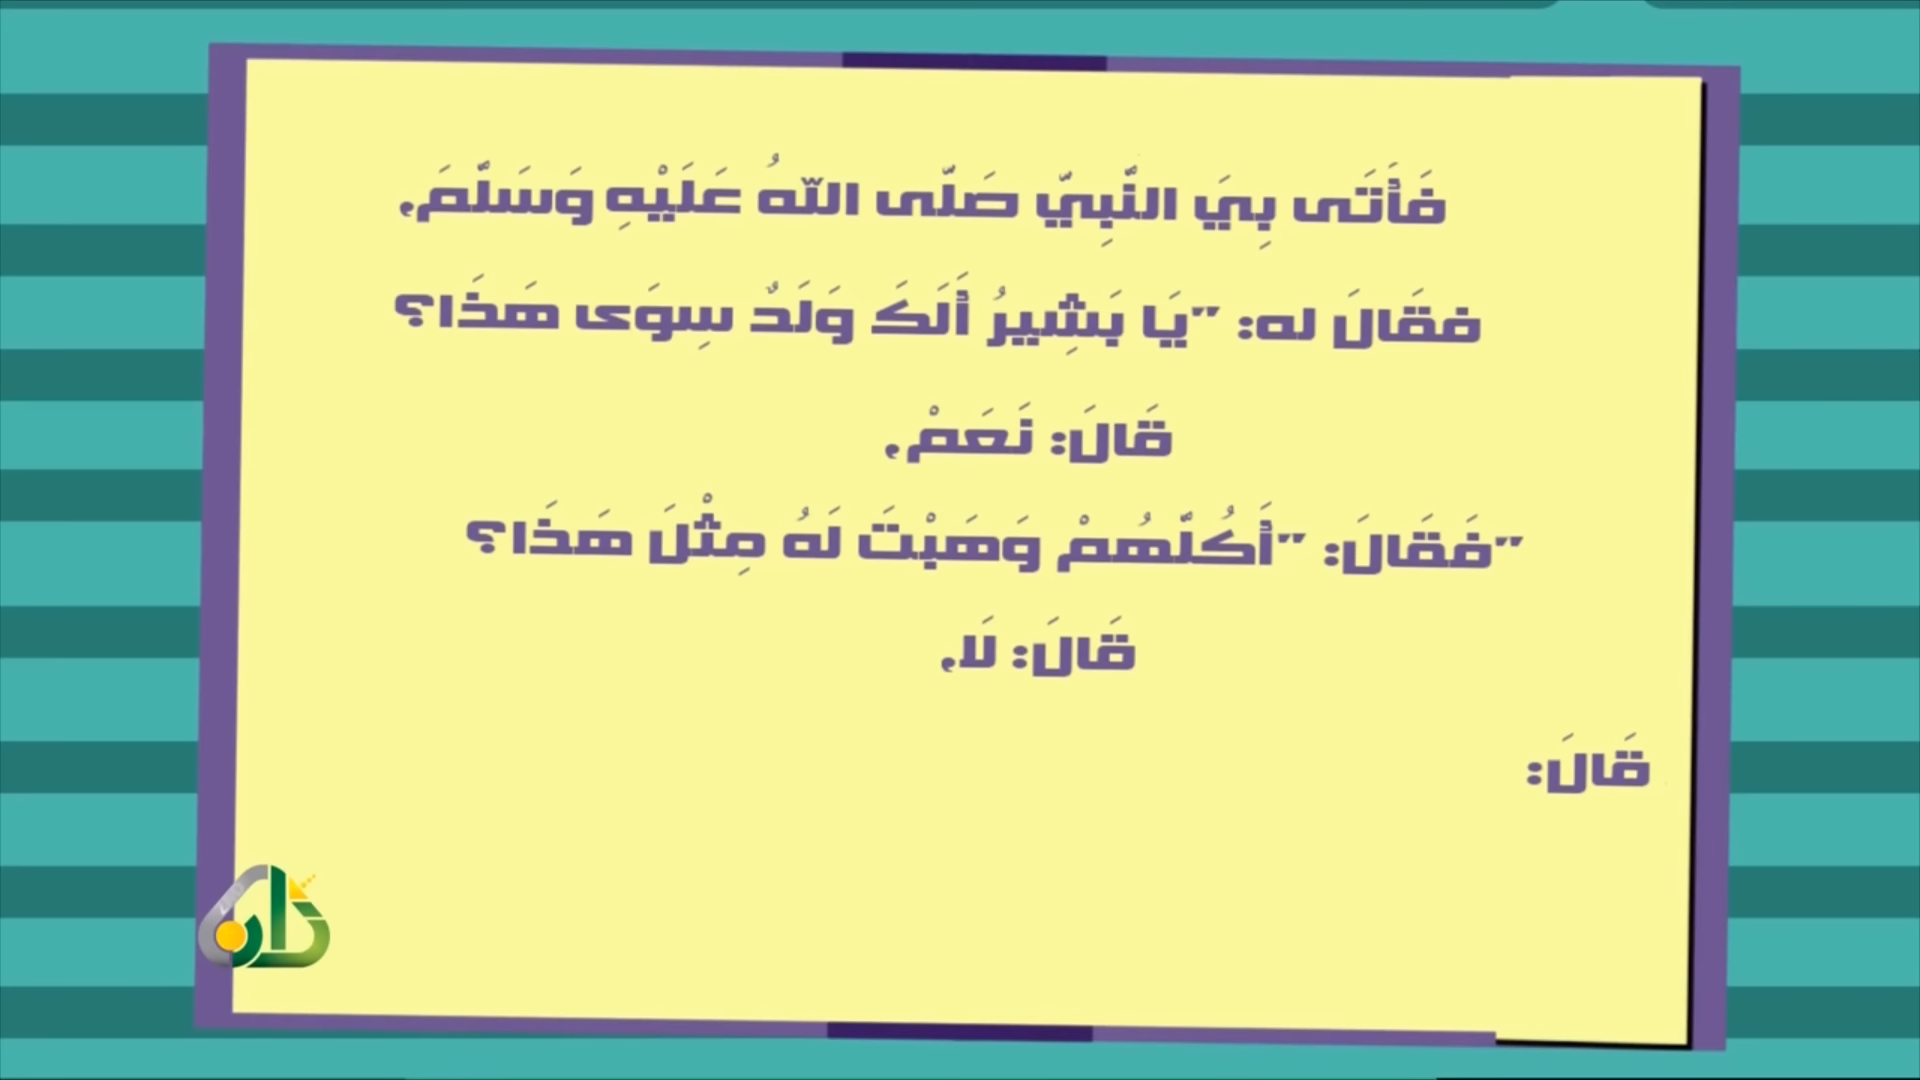 فَأَتَى بِيَ النَّبِيَّ صَلَّى اللهُ عَلَيْهِ وَسَلَّمَ,
فقَالَ له: "يَا بَشِيرُ أَلَكَ وَلَدٌ سِوَى هَذَا؟
قَالَ: نَعَمْ,
"فَقَالَ: "أَكُلَّهُمْ وَهَبْتَ لَهُ مِثْلَ هَذَا؟
قَالَ: لَا,
قَالَ: